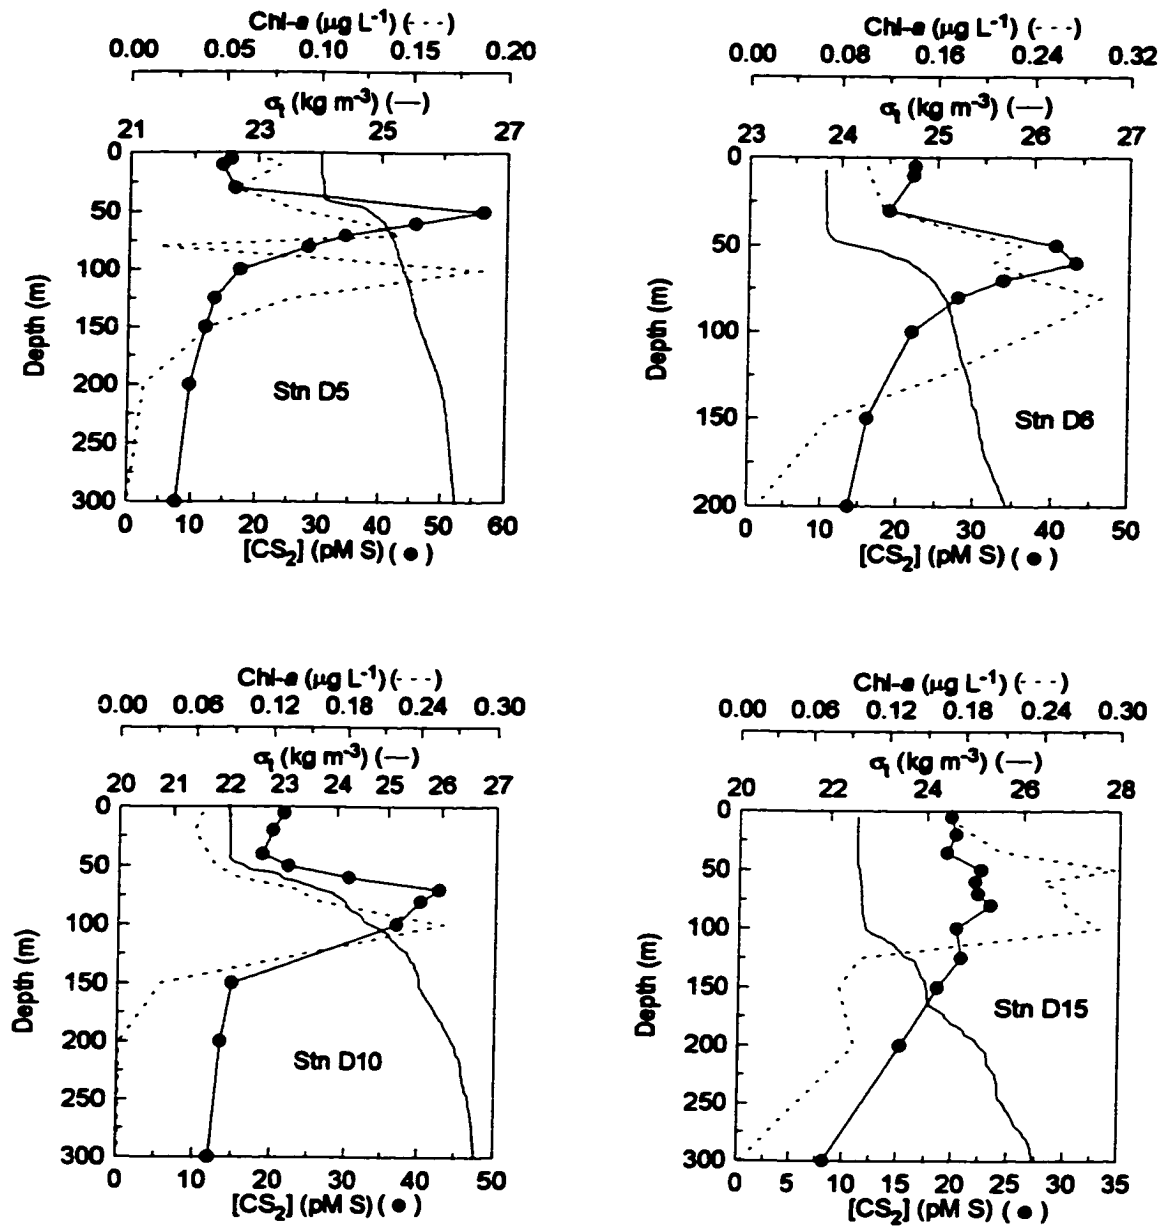 Chl-a (µg L-1) (---)
0.00 0.05 0.10 0.15 0.20
σt (kg m-3) (—)
21 23 25 27
0
50
100
150
200
250
300
Depth (m)
Stn D5
0 10 20 30 40 50 60
[CS2] (pM S) (●)
Chl-a (µg L-1) (---)
0.00 0.08 0.16 0.24 0.32
σt (kg m-3) (—)
23 24 25 26 27
0
50
100
150
200
Depth (m)
Stn D6
0 10 20 30 40 50
[CS2] (pM S) (●)
Chl-a (µg L-1) (---)
0.00 0.06 0.12 0.18 0.24 0.30
σt (kg m-3) (—)
20 21 22 23 24 25 26 27
0
50
100
150
200
250
300
Depth (m)
Stn D10
0 10 20 30 40 50
[CS2] (pM S) (●)
Chl-a (µg L-1) (---)
0.00 0.06 0.12 0.18 0.24 0.30
σt (kg m-3) (—)
20 22 24 26 28
0
50
100
150
200
250
300
Depth (m)
Stn D15
0 5 10 15 20 25 30 35
[CS2] (pM S) (●)